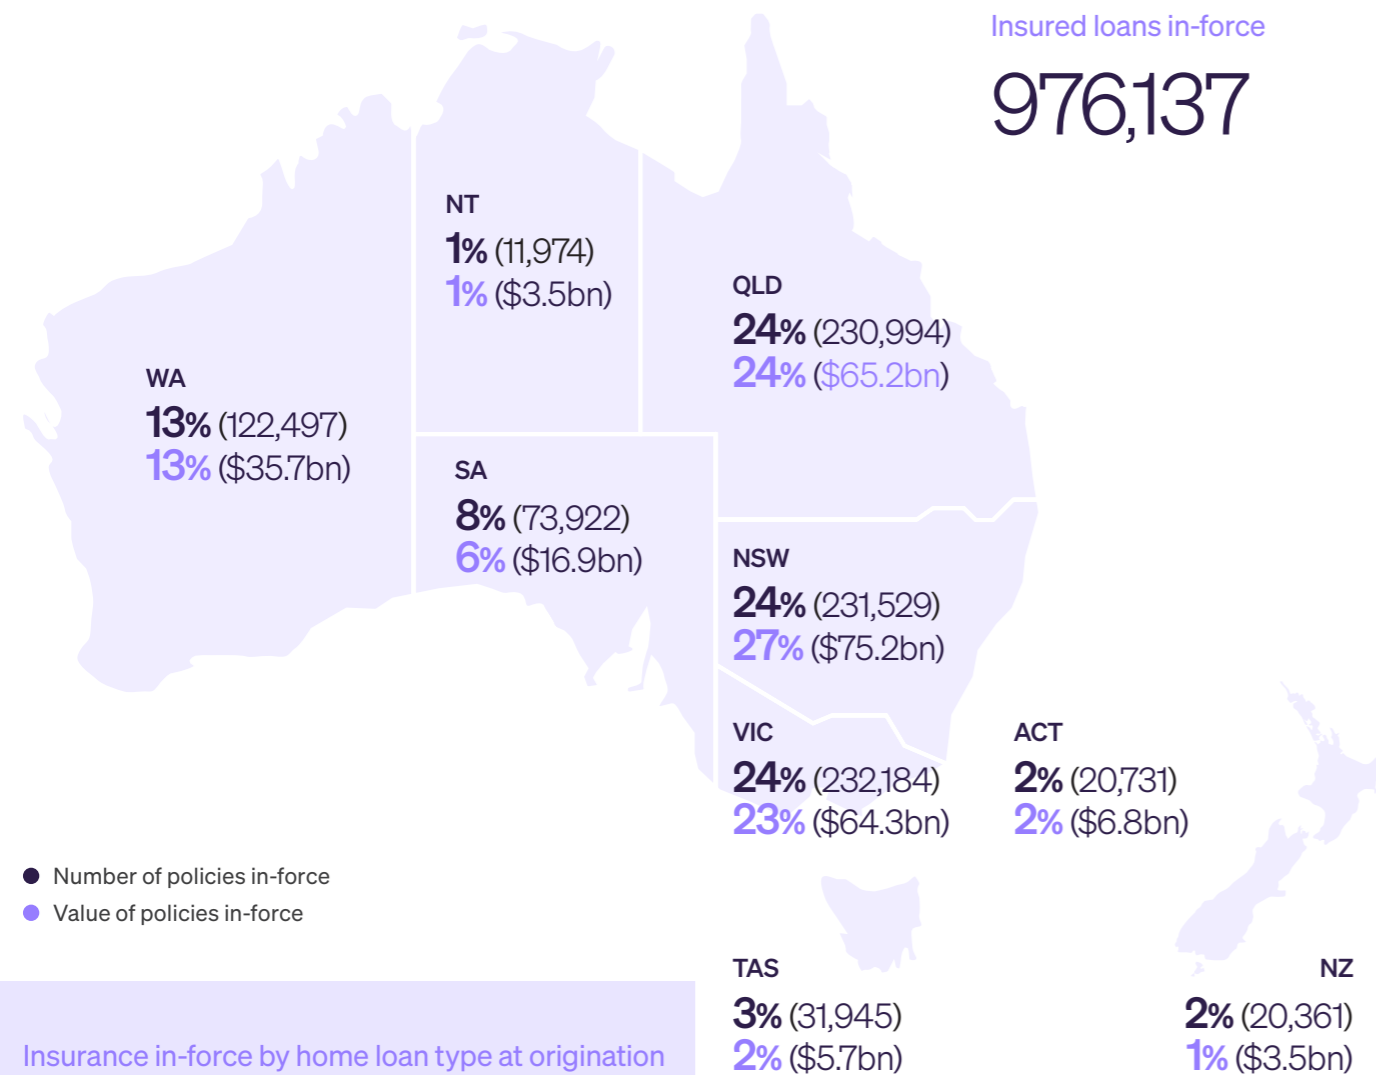 Insured loans in-force
976,137
NT
1% (11,974)
1% ($3.5bn)
QLD
24% (230,994)
24% ($65.2bn)
WA
13% (122,497)
13% ($35.7bn)
SA
8% (73,922)
6% ($16.9bn)
NSW
24% (231,529)
27% ($75.2bn)
VIC
24% (232,184)
23% ($64.3bn)
ACT
2% (20,731)
2% ($6.8bn)
Number of policies in-force
Value of policies in-force
TAS
3% (31,945)
2% ($5.7bn)
NZ
2% (20,361)
1% ($3.5bn)
Insurance in-force by home loan type at origination